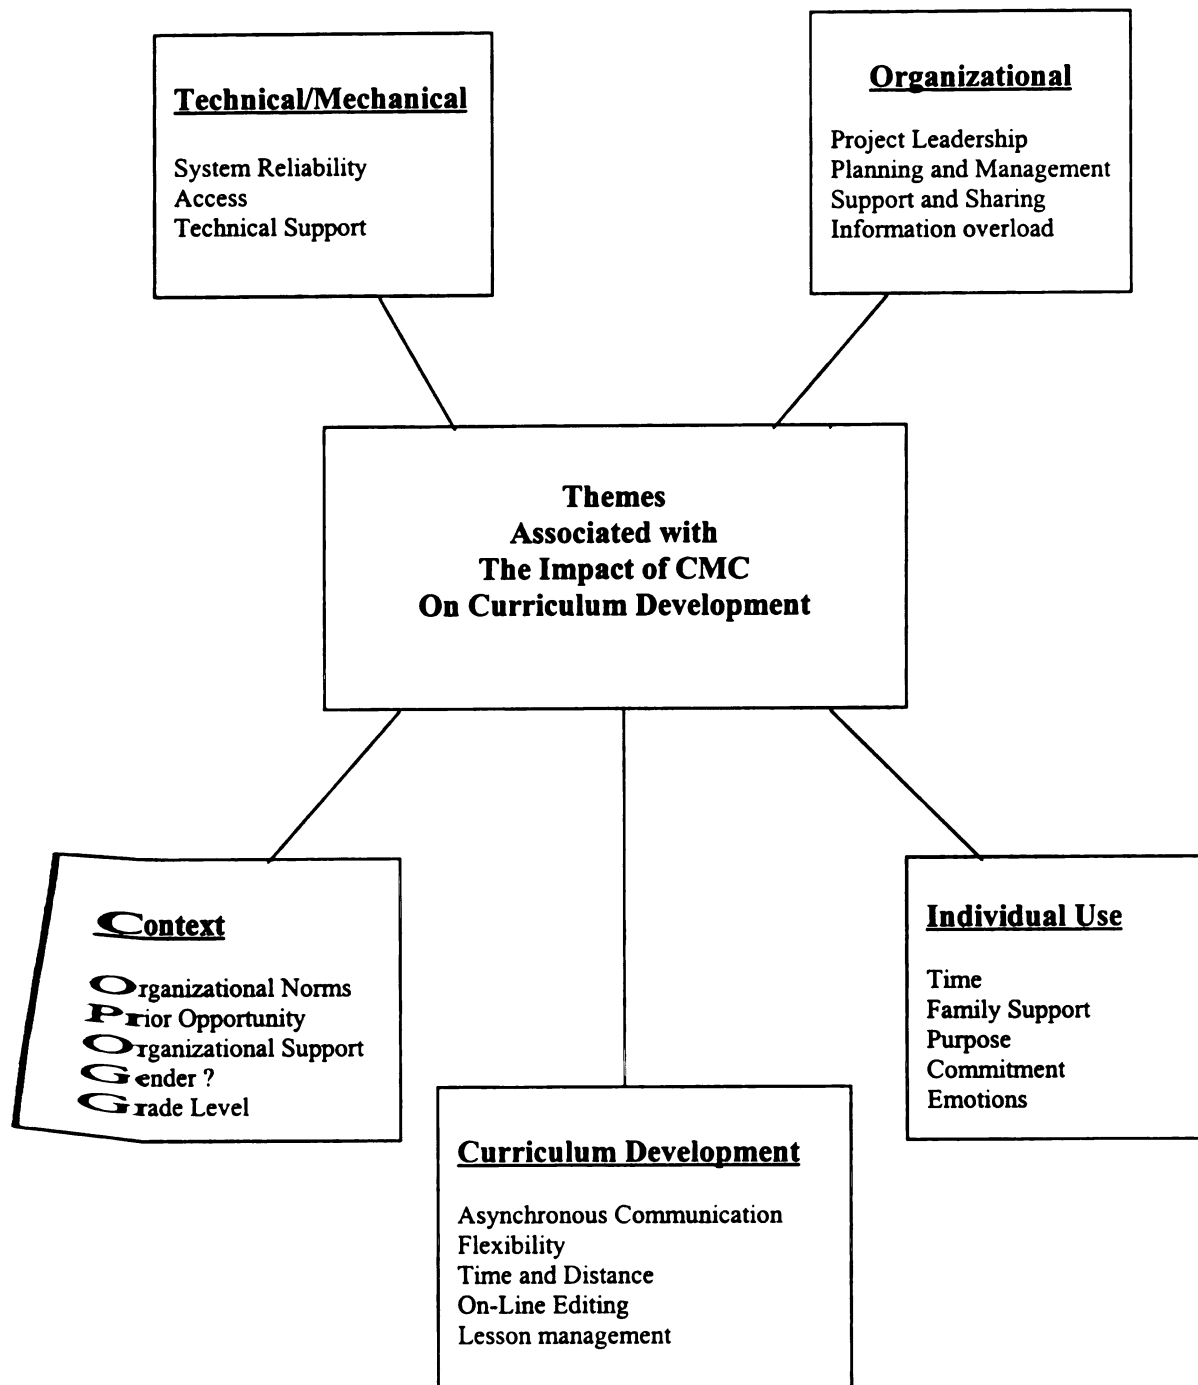 Technical/Mechanical
System Reliability
Access
Technical Support
Organizational
Project Leadership
Planning and Management
Support and Sharing
Information overload
Themes
Associated with
The Impact of CMC
On Curriculum Development
Context
Organizational Norms
Prior Opportunity
Organizational Support
Gender ?
Grade Level
Curriculum Development
Asynchronous Communication
Flexibility
Time and Distance
On-Line Editing
Lesson management
Individual Use
Time
Family Support
Purpose
Commitment
Emotions